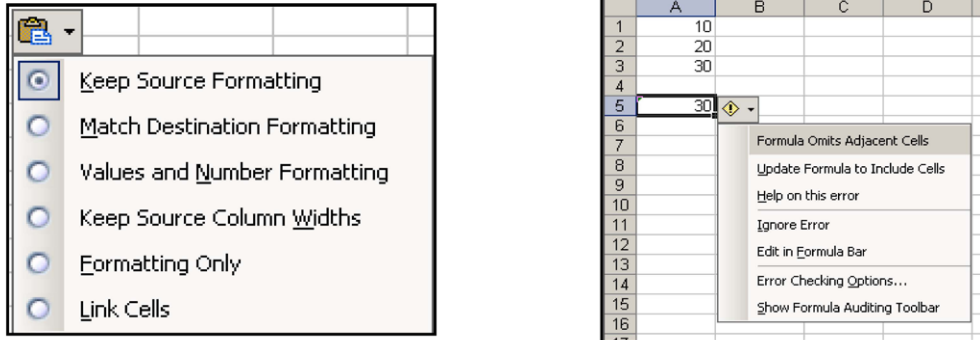 Keep Source Formatting
Match Destination Formatting
Values and Number Formatting
Keep Source Column Widths
Formatting Only
Link Cells
A B C D
1 10
2 20
3 30
4
5 30
6
Formula Omits Adjacent Cells
7
Update Formula to Include Cells
8
9
Help on this error
10
11
Ignore Error
12
Edit in Formula Bar
13
14
Error Checking Options...
15
Show Formula Auditing Toolbar
16
17